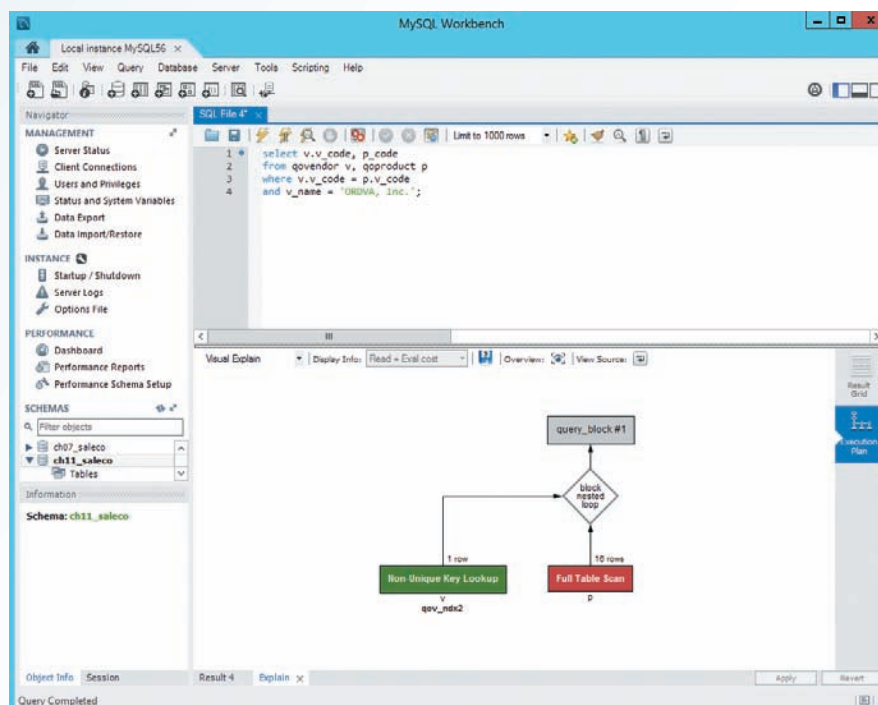 MySQL Workbench
Local instance MySQL56 ×
File Edit View Query Database Server Tools Scripting Help
Navigator
MANAGEMENT
Server Status
Client Connections
Users and Privileges
Status and System Variables
Data Export
Data Import/Restore
INSTANCE
Startup / Shutdown
Server Logs
Options File
PERFORMANCE
Dashboard
Performance Reports
Performance Schema Setup
SCHEMAS
Filter objects
ch07_saleco
ch11_saleco
Tables
Information
Schema: ch11_saleco
Object Info Session
Query Completed
SQL File 4* ×
Limit to 1000 rows
1 select v.v_code, p_code
2 from qovendor v, qoproduct p
3 where v.v_code = p.v_code
4 and v_name = 'ORDVA, Inc.';
Visual Explain Display Info: Read + Eval cost Overview: View Source:
Result Grid
Execution Plan
query_block #1
block nested loop
1 row
16 rows
Non-Unique Key Lookup
Full Table Scan
v
p
qov_ndx2
Result 4 Explain ×
Apply Revert